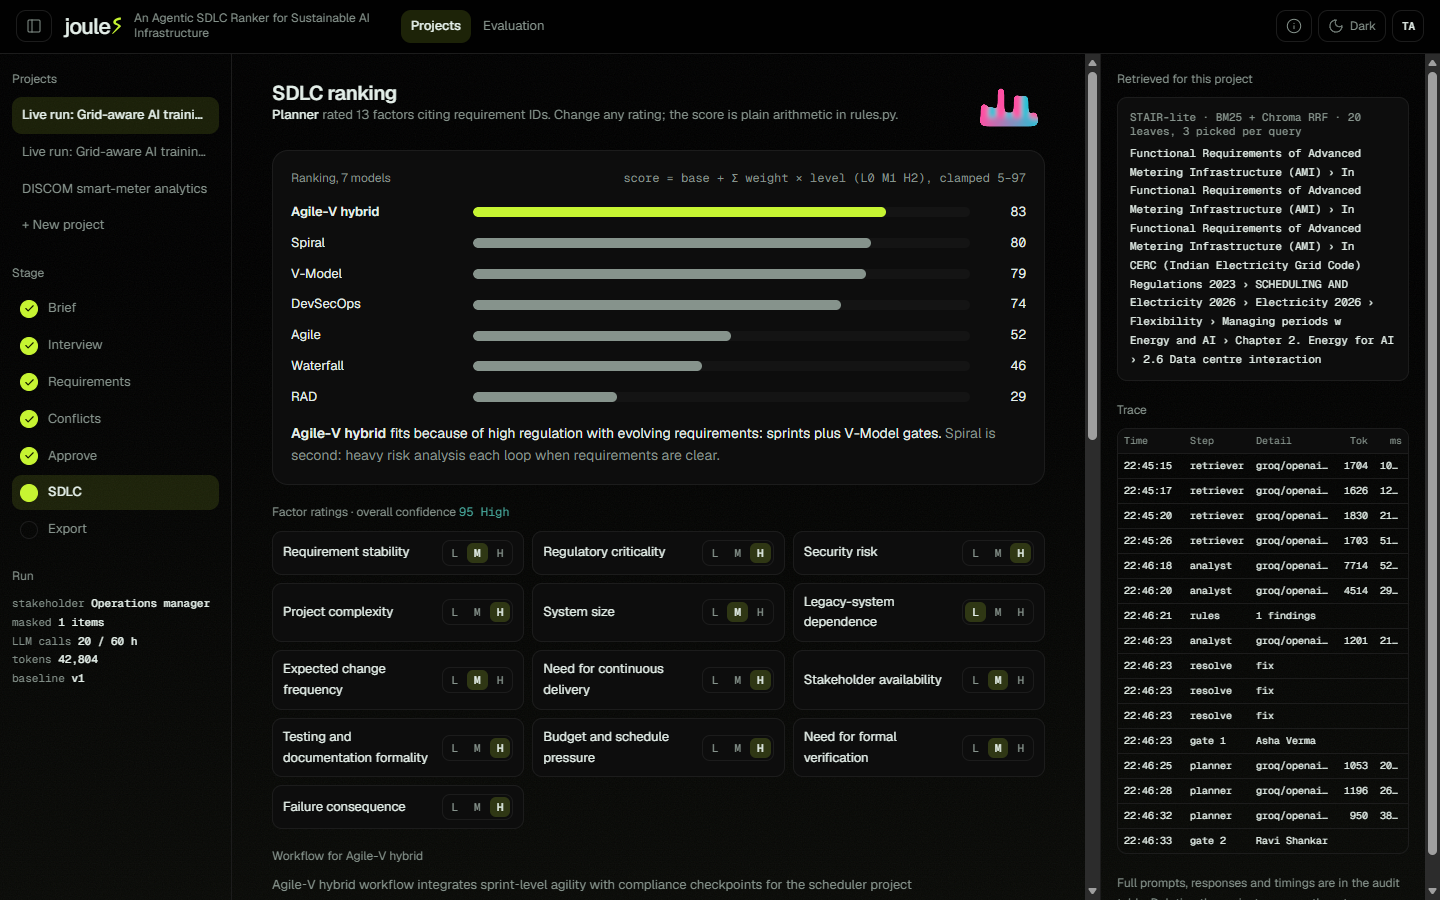 joules
An Agentic SDLC Ranker for Sustainable AI
Infrastructure
Projects
Evaluation
Dark
TA
Projects
Live run: Grid-aware AI traini...
Live run: Grid-aware AI trainin...
DISCOM smart-meter analytics
+ New project
Stage
Brief
Interview
Requirements
Conflicts
Approve
SDLC
Export
Run
stakeholder Operations manager
masked 1 items
LLM calls 20 / 60 h
tokens 42,804
baseline v1
SDLC ranking
Planner rated 13 factors citing requirement IDs. Change any rating; the score is plain arithmetic in rules.py.
Ranking, 7 models
score = base + Σ weight × level (L0 M1 H2), clamped 5–97
Agile-V hybrid 83
Spiral 80
V-Model 79
DevSecOps 74
Agile 52
Waterfall 46
RAD 29
Agile-V hybrid fits because of high regulation with evolving requirements: sprints plus V-Model gates. Spiral is
second: heavy risk analysis each loop when requirements are clear.
Factor ratings · overall confidence 95 High
Requirement stability L M H
Regulatory criticality L M H
Security risk L M H
Project complexity L M H
System size L M H
Legacy-system
dependence L M H
Expected change
frequency L M H
Need for continuous
delivery L M H
Stakeholder availability L M H
Testing and
documentation formality L M H
Budget and schedule
pressure L M H
Need for formal
verification L M H
Failure consequence L M H
Workflow for Agile-V hybrid
Agile-V hybrid workflow integrates sprint-level agility with compliance checkpoints for the scheduler project
Retrieved for this project
STAIR-lite · BM25 + Chroma RRF · 20
leaves, 3 picked per query
Functional Requirements of Advanced
Metering Infrastructure (AMI) › In
Functional Requirements of Advanced
Metering Infrastructure (AMI) › In
Functional Requirements of Advanced
Metering Infrastructure (AMI) › In
CERC (Indian Electricity Grid Code)
Regulations 2023 › SCHEDULING AND
Electricity 2026 › Electricity 2026 ›
Flexibility › Managing periods w
Energy and AI › Chapter 2. Energy for AI
› 2.6 Data centre interaction
Trace
Time Step Detail Tok ms
22:45:15 retriever groq/openai… 1704 10…
22:45:17 retriever groq/openai… 1626 12…
22:45:20 retriever groq/openai… 1830 21…
22:45:26 retriever groq/openai… 1703 51…
22:46:18 analyst groq/openai… 7714 52…
22:46:20 analyst groq/openai… 4514 29…
22:46:21 rules 1 findings
22:46:23 analyst groq/openai… 1201 21…
22:46:23 resolve fix
22:46:23 resolve fix
22:46:23 resolve fix
22:46:23 gate 1 Asha Verma
22:46:25 planner groq/openai… 1053 20…
22:46:28 planner groq/openai… 1196 26…
22:46:32 planner groq/openai… 950 38…
22:46:33 gate 2 Ravi Shankar
Full prompts, responses and timings are in the audit